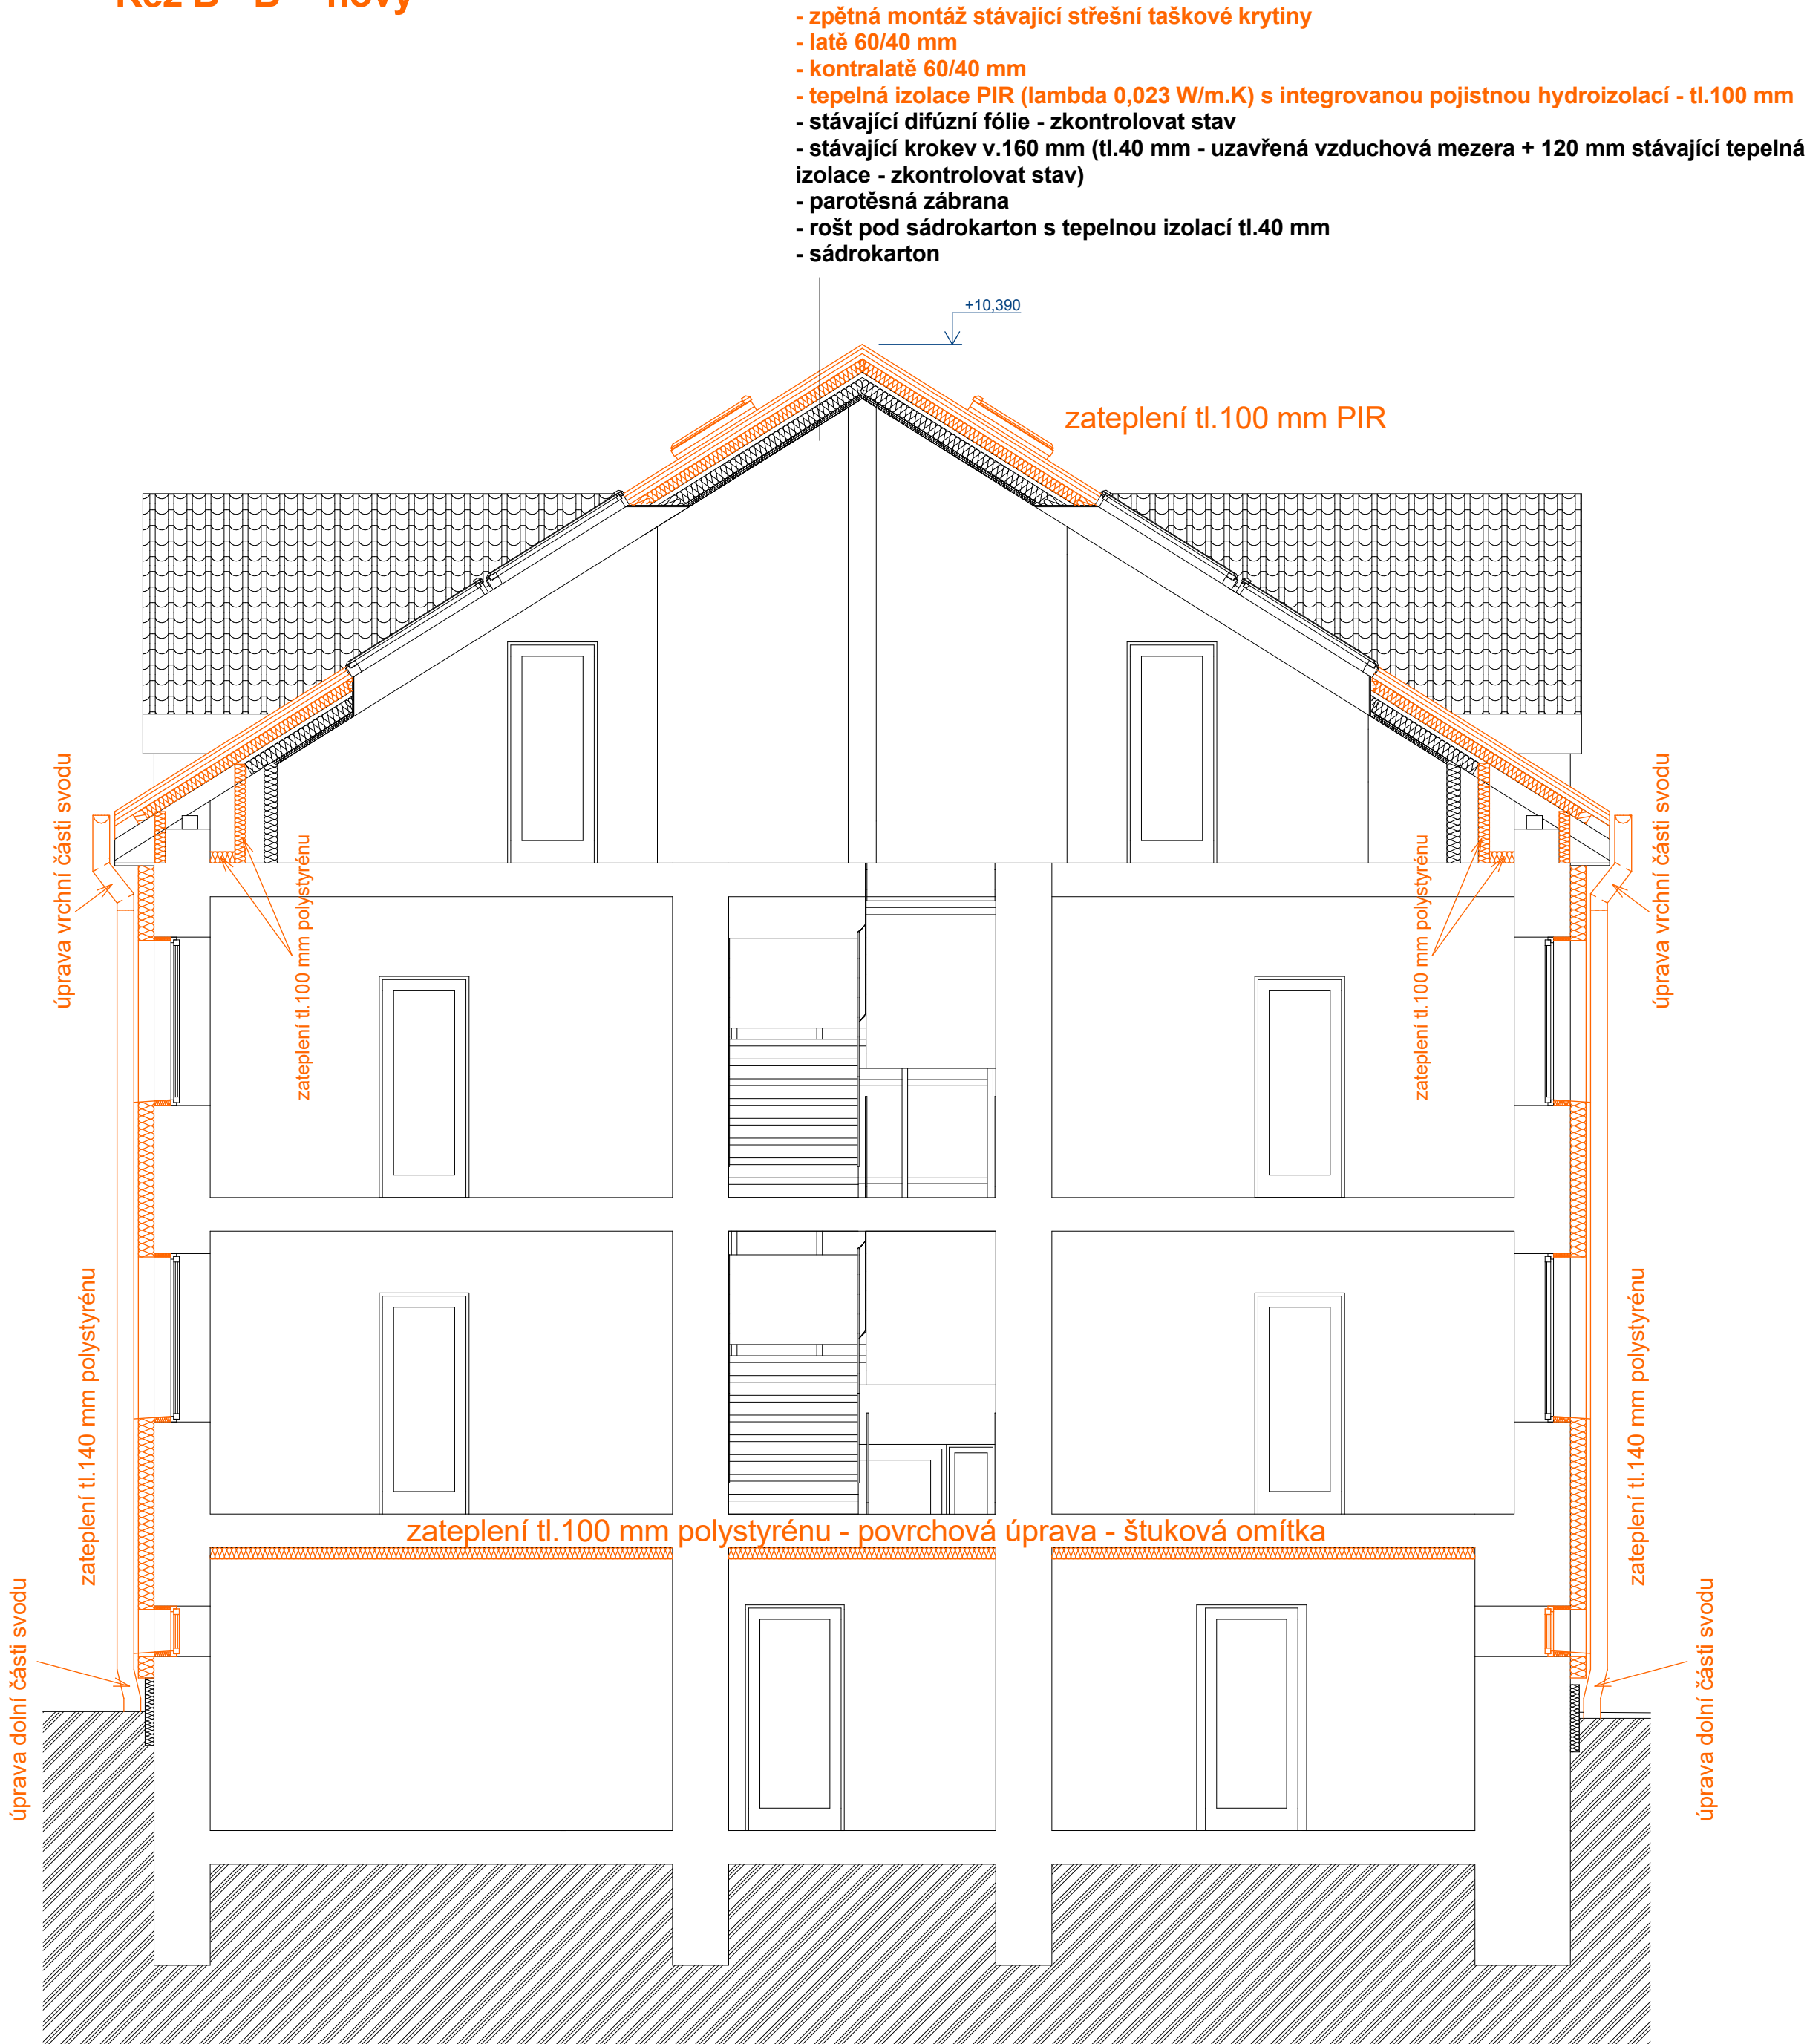 Řez B - B' - nový
- zpětná montáž stávající střešní taškové krytiny
- latě 60/40 mm
- kontralatě 60/40 mm
- tepelná izolace PIR (lambda 0,023 W/m.K) s integrovanou pojistnou hydroizolací - tl.100 mm
- stávající difúzní fólie - zkontrolovat stav
- stávající krokev v.160 mm (tl.40 mm - uzavřená vzduchová mezera + 120 mm stávající tepelná
izolace - zkontrolovat stav)
- parotěsná zábrana
- rošt pod sádrokarton s tepelnou izolací tl.40 mm
- sádrokarton
+10,390
zateplení tl.100 mm PIR
úprava vrchní části svodu
zateplení tl.100 mm polystyrénu
zateplení tl.100 mm polystyrénu
úprava vrchní části svodu
zateplení tl.140 mm polystyrénu
zateplení tl.140 mm polystyrénu
zateplení tl.100 mm polystyrénu - povrchová úprava - štuková omítka
úprava dolní části svodu
úprava dolní části svodu